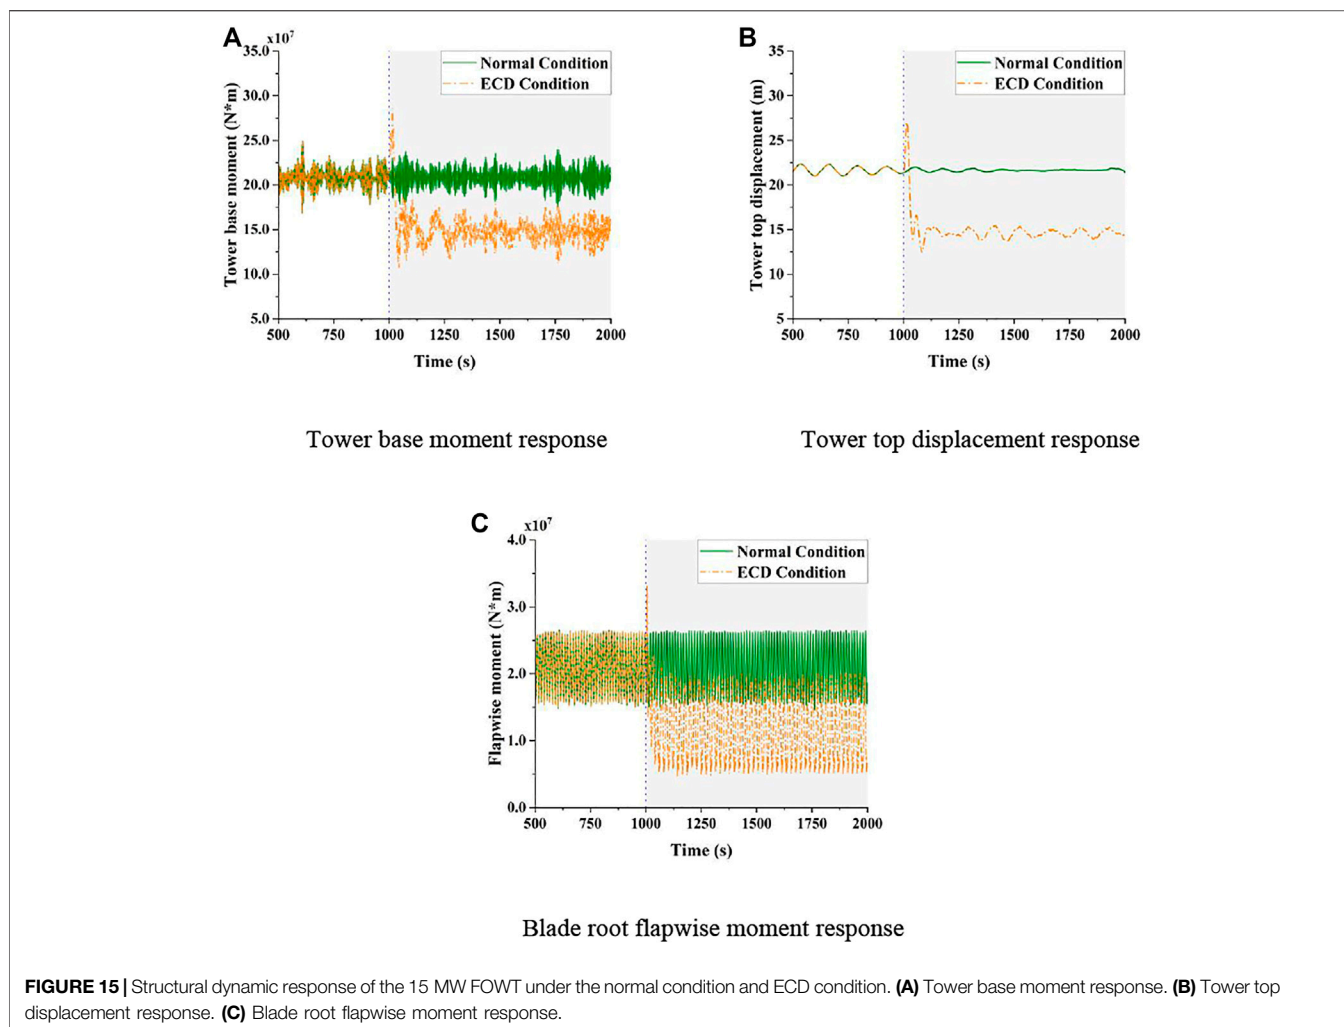 A
x10⁷
35.0
30.0
25.0
20.0
15.0
10.0
5.0
Tower base moment (N*m)
Normal Condition
ECD Condition
500 750 1000 1250 1500 1750 2000
Time (s)
Tower base moment response
B
35
30
25
20
15
10
5
Tower top displacement (m)
Normal Condition
ECD Condition
500 750 1000 1250 1500 1750 2000
Time (s)
Tower top displacement response
C
x10⁷
4.0
3.0
2.0
1.0
0.0
Flapwise moment (N*m)
Normal Condition
ECD Condition
500 750 1000 1250 1500 1750 2000
Time (s)
Blade root flapwise moment response
FIGURE 15 | Structural dynamic response of the 15 MW FOWT under the normal condition and ECD condition. (A) Tower base moment response. (B) Tower top
displacement response. (C) Blade root flapwise moment response.